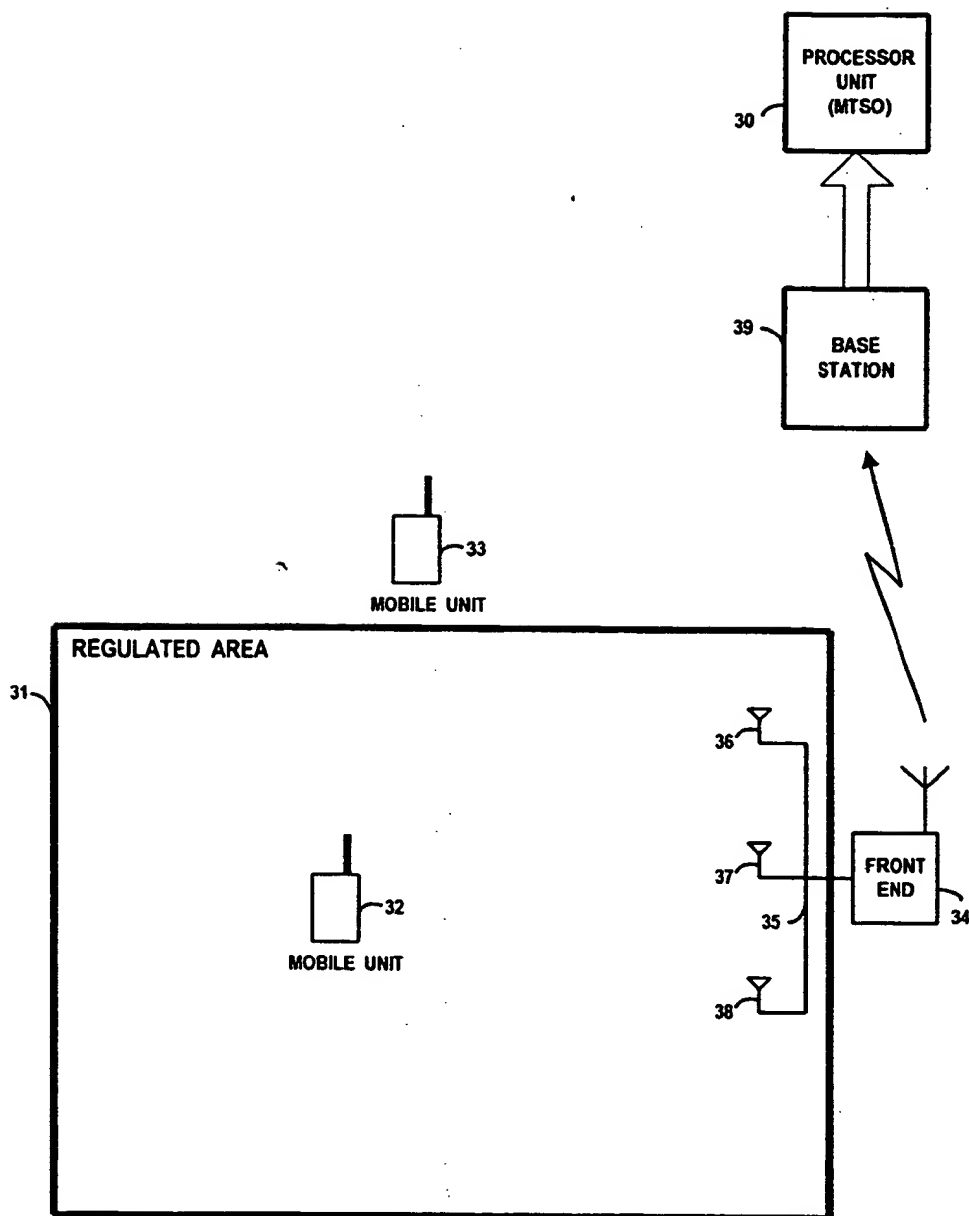 PROCESSOR
UNIT
(MTSO)
30
39
BASE
STATION
33
MOBILE UNIT
REGULATED AREA
31
36
37
FRONT
END
35
34
32
MOBILE UNIT
38